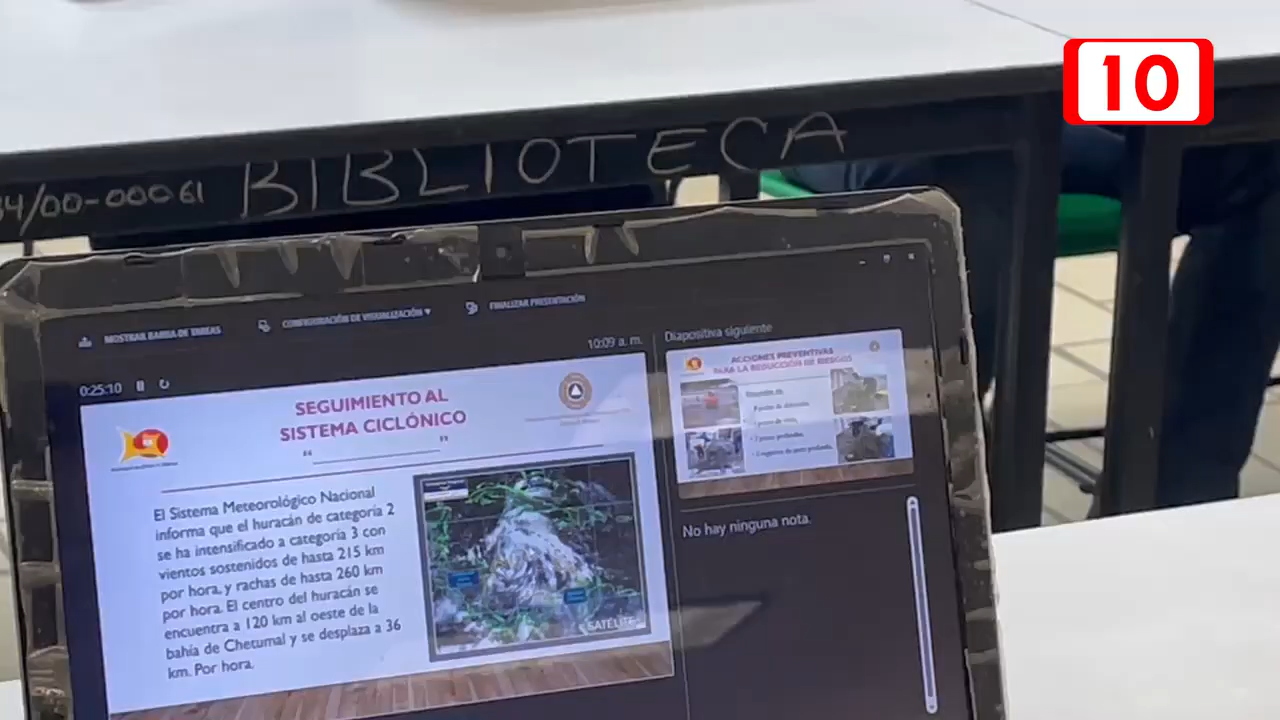 10
BIBLIOTECA
34/00-00061
MOSTRAR BARRA DE TAREAS
CONFIGURACIÓN DE VISUALIZACIÓN
FINALIZAR PRESENTACIÓN
0:25:10
10:09 a. m.
Diapositiva siguiente
SEGUIMIENTO AL
SISTEMA CICLÓNICO
El Sistema Meteorológico Nacional
informa que el huracán de categoría 2
se ha intensificado a categoría 3 con
vientos sostenidos de hasta 215 km
por hora, y rachas de hasta 260 km
por hora. El centro del huracán se
encuentra a 120 km al oeste de la
bahía de Chetumal y se desplaza a 36
km. Por hora.
SATÉLITE
ACCIONES PREVENTIVAS
PARA LA REDUCCIÓN DE RIESGOS
No hay ninguna nota.